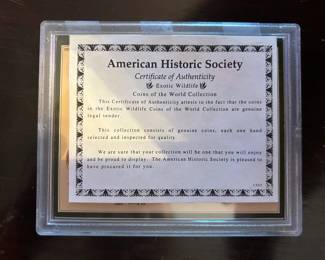 American Historic Society
Certificate of Authenticity
Exotic Wildlife
Coins of the World Collection
This Certificate of Authenticity attests to the fact that the coins
in the Exotic Wildlife Coins of the World Collection are genuine
legal tender.
This collection consists of genuine coins, each one hand
selected and inspected for quality.
We are sure that your collection will be one that you will enjoy
and be proud to display. The American Historic Society is pleased to
have procured it for you.